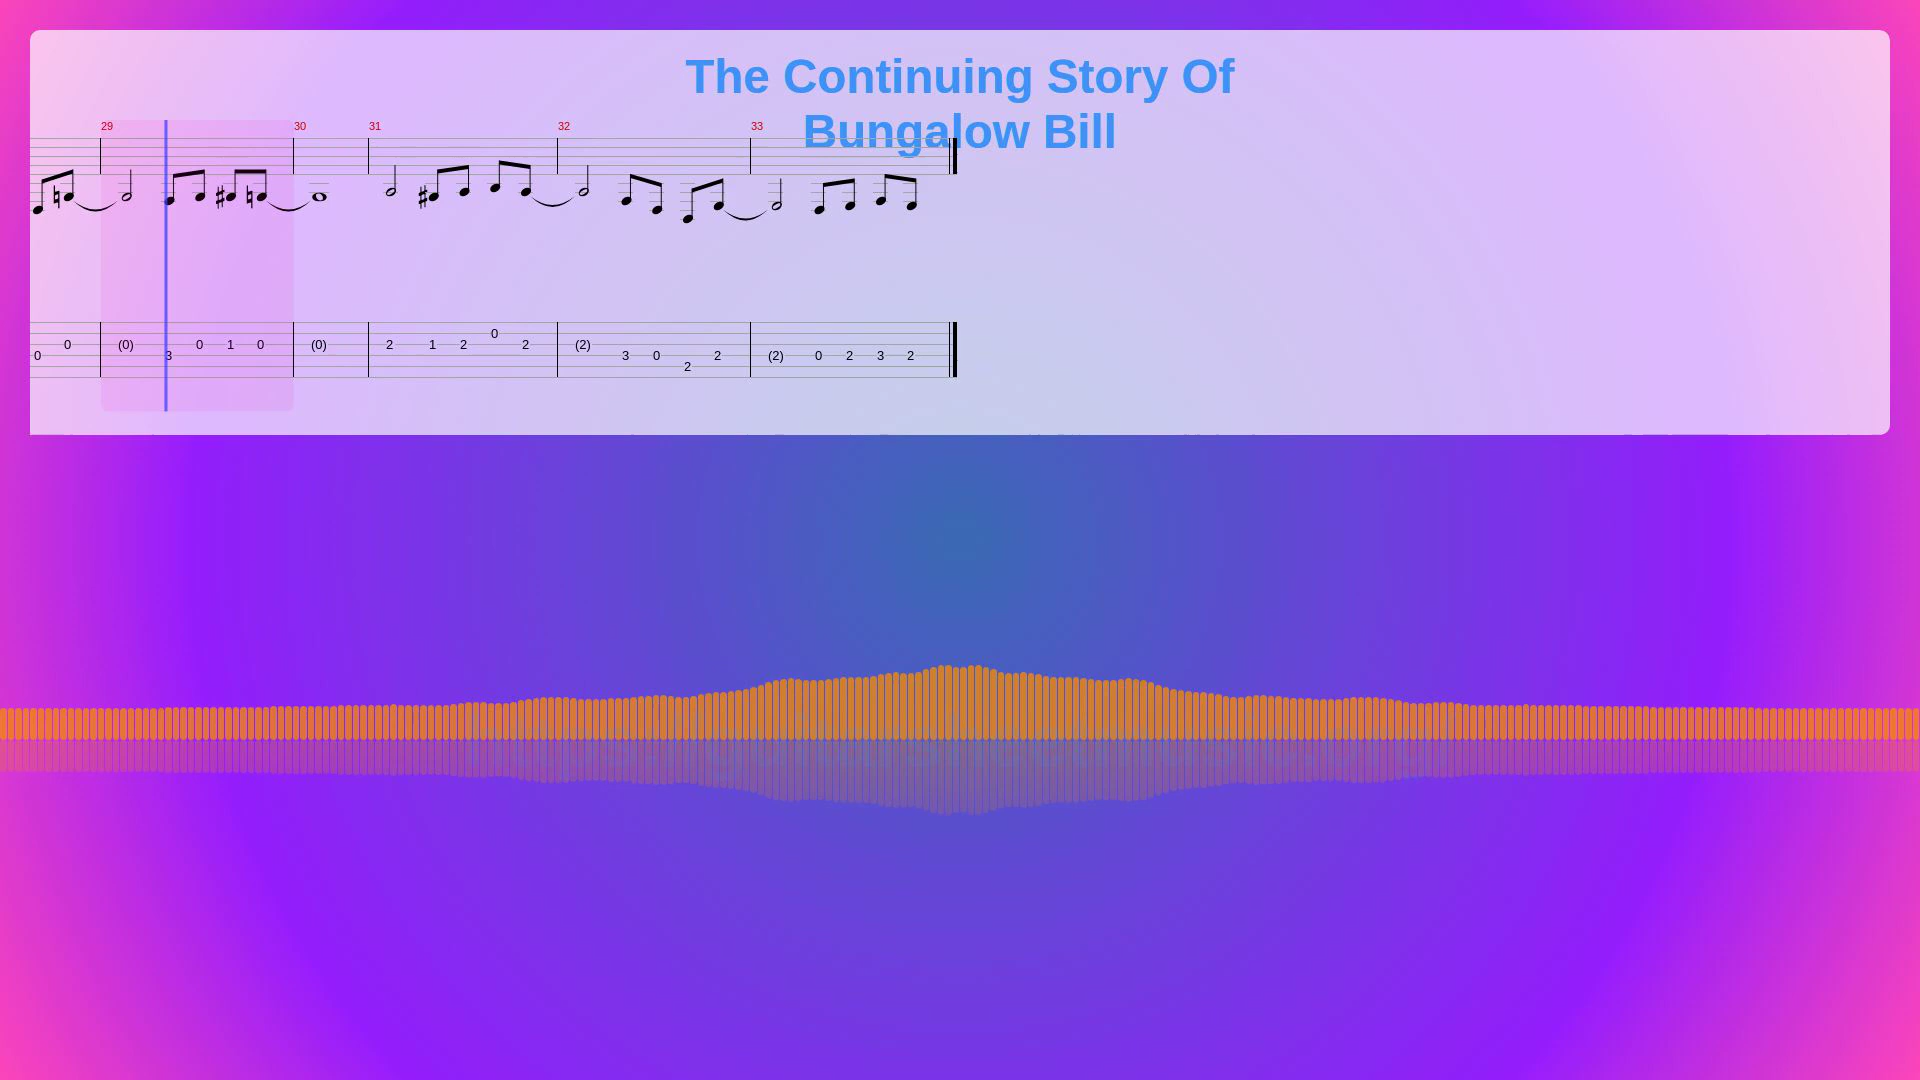 The Continuing Story Of
Bungalow Bill
29 30 31 32 33
0 0 (0) 3 0 1 0 (0) 2 1 2 0 2 (2) 3 0 2 2 (2) 0 2 3 2